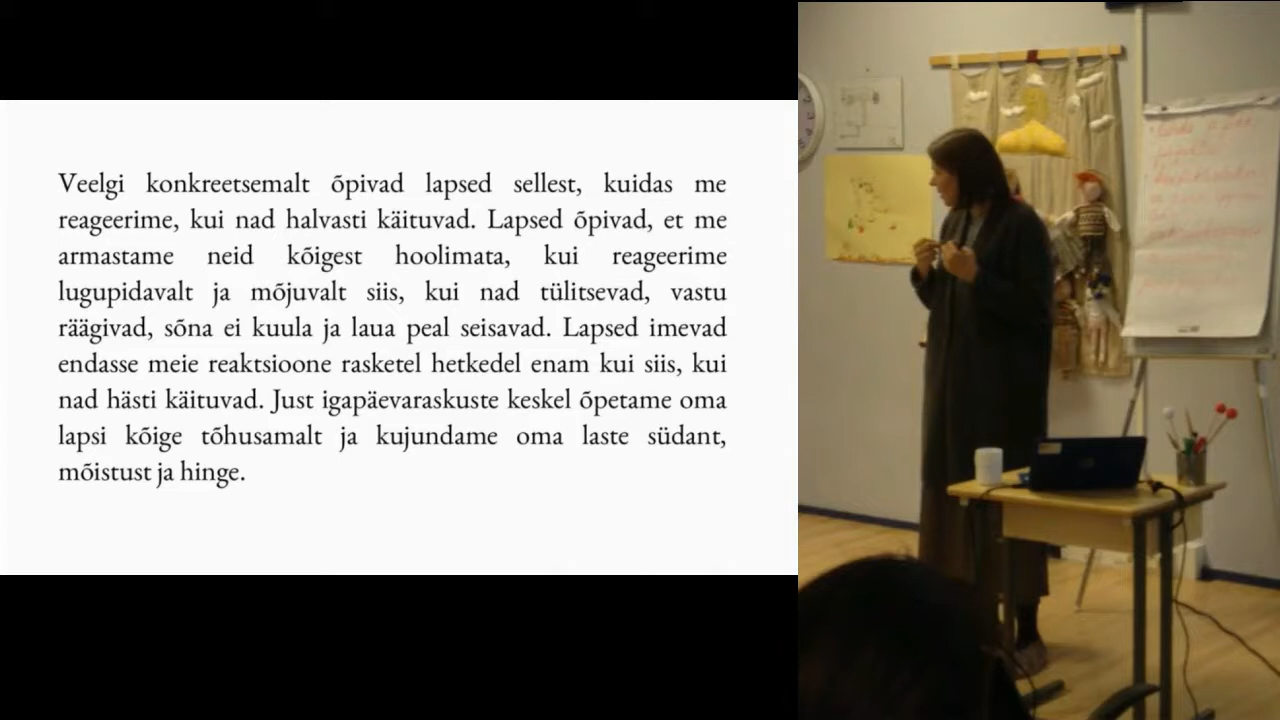 Veelgi konkreetsemalt õpivad lapsed sellest, kuidas me
reageerime, kui nad halvasti käituvad. Lapsed õpivad, et me
armastame neid kõigest hoolimata, kui reageerime
lugupidavalt ja mõjuvalt siis, kui nad tülitsevad, vastu
räägivad, sõna ei kuula ja laua peal seisavad. Lapsed imevad
endasse meie reaktsioone rasketel hetkedel enam kui siis, kui
nad hästi käituvad. Just igapäevaraskuste keskel õpetame oma
lapsi kõige tõhusamalt ja kujundame oma laste südant,
mõistust ja hinge.